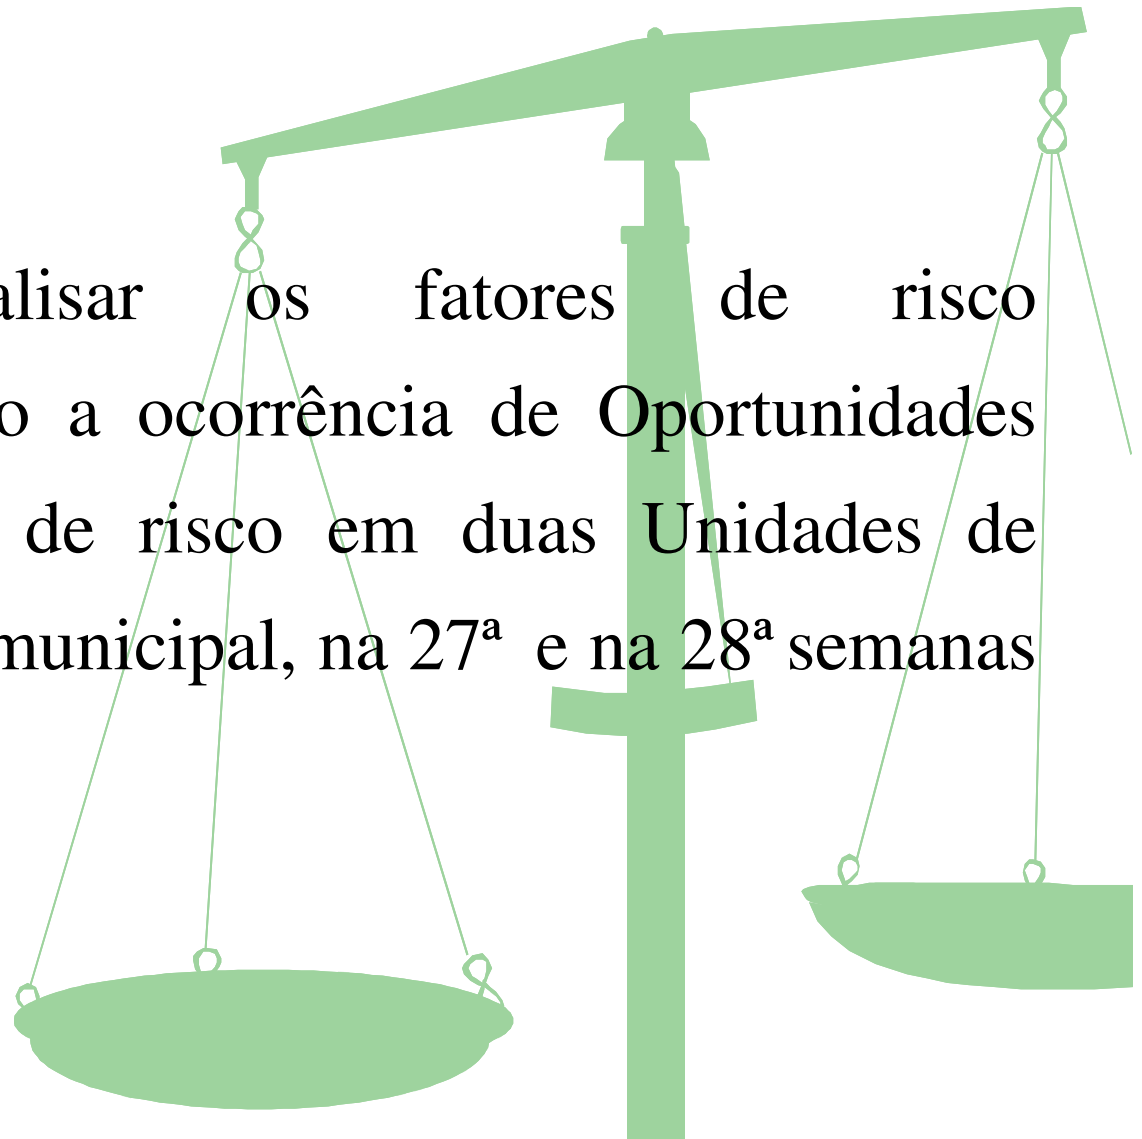 alisar os fatores de risco
o a ocorrência de Oportunidades
de risco em duas Unidades de
municipal, na 27ª e na 28ª semanas